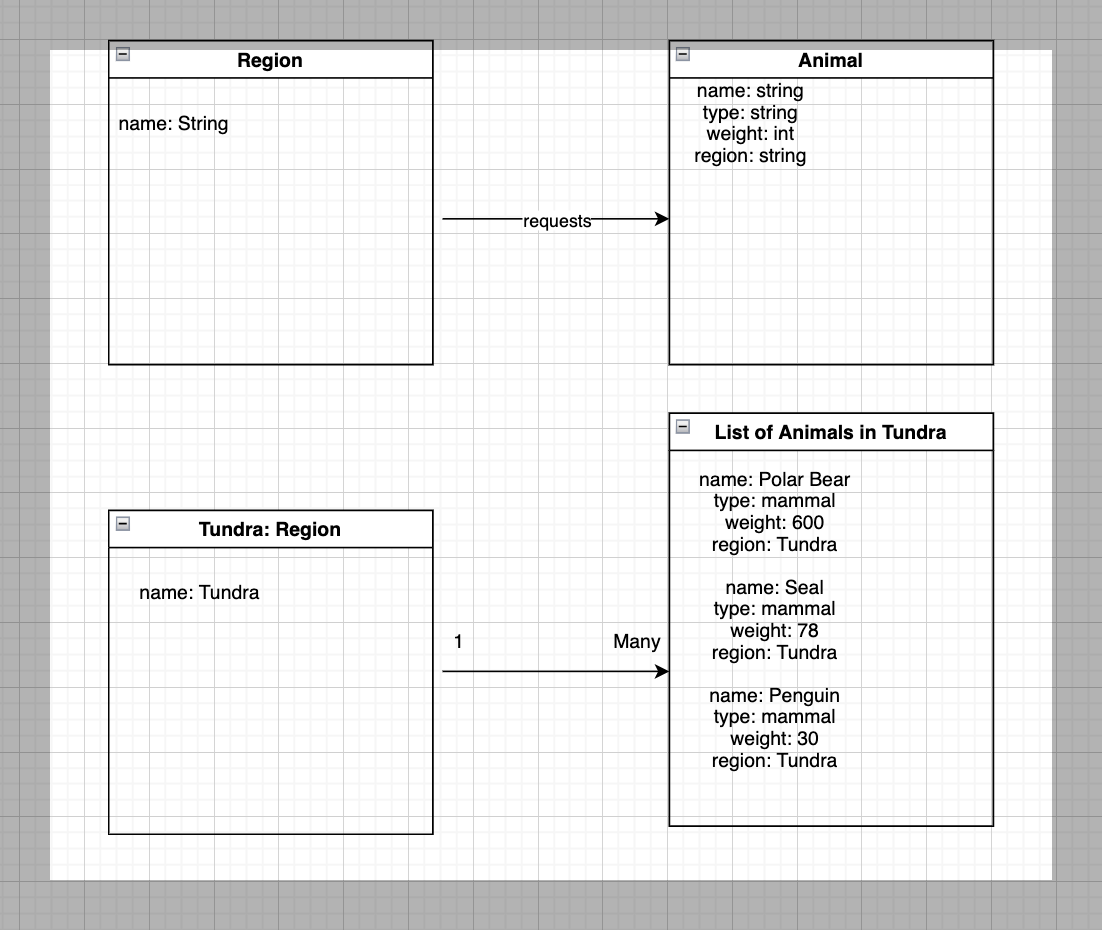 Region
name: String
requests
Animal
name: string
type: string
weight: int
region: string
Tundra: Region
name: Tundra
1
Many
List of Animals in Tundra
name: Polar Bear
type: mammal
weight: 600
region: Tundra
name: Seal
type: mammal
weight: 78
region: Tundra
name: Penguin
type: mammal
weight: 30
region: Tundra